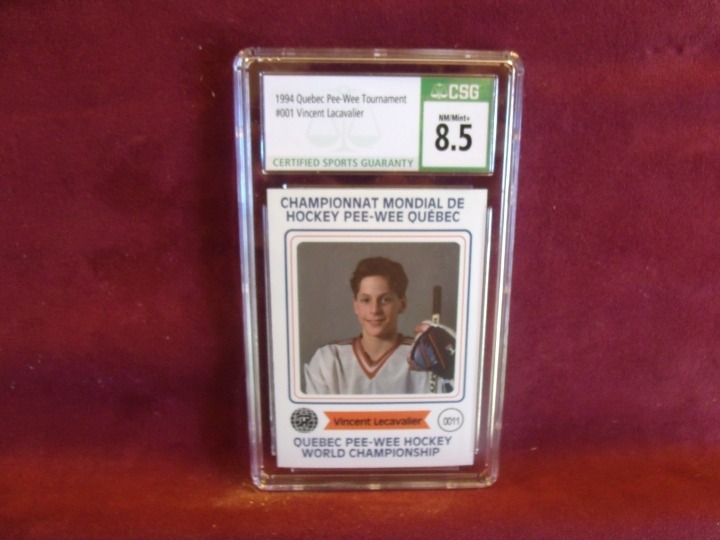 1994 Quebec Pee-Wee Tournament
#001 Vincent Lacavalier
CSG
NM/Mint+
8.5
CERTIFIED SPORTS GUARANTY
CHAMPIONNAT MONDIAL DE
HOCKEY PEE-WEE QUÉBEC
Vincent Lecavalier
0011
QUEBEC PEE-WEE HOCKEY
WORLD CHAMPIONSHIP